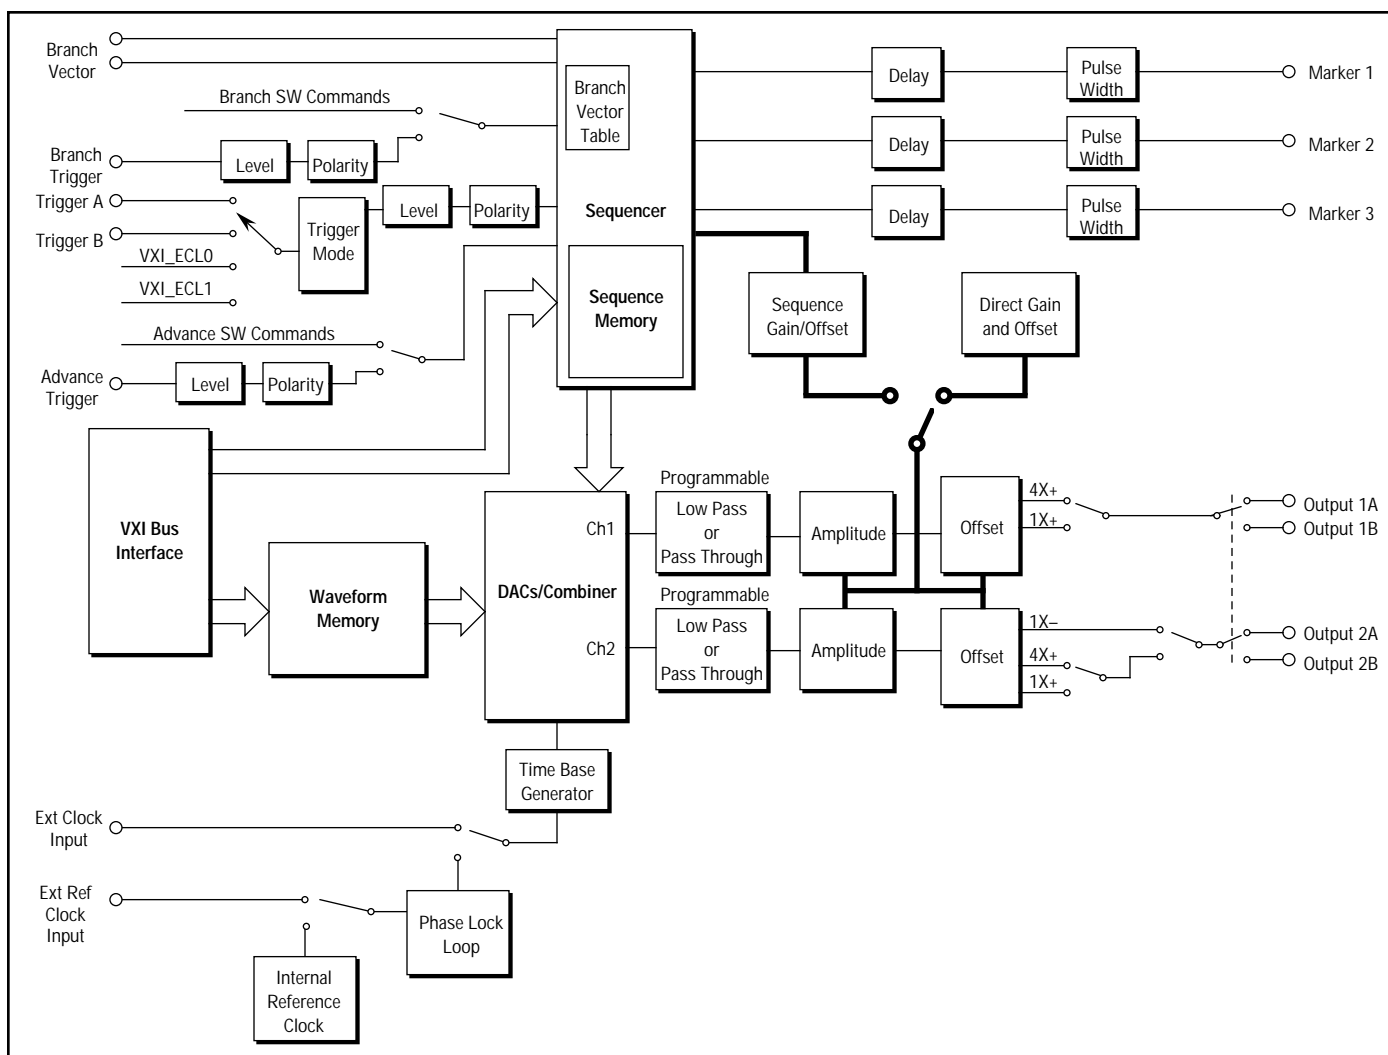 Branch
Vector
Branch SW Commands
Branch
Vector
Table
Delay
Pulse
Width
Marker 1
Branch
Trigger
Level
Polarity
Delay
Pulse
Width
Marker 2
Trigger A
Trigger B
VXI_ECL0
VXI_ECL1
Trigger
Mode
Level
Polarity
Sequencer
Delay
Pulse
Width
Marker 3
Sequence
Memory
Sequence
Gain/Offset
Direct Gain
and Offset
Advance SW Commands
Advance
Trigger
Level
Polarity
VXI Bus
Interface
Waveform
Memory
DACs/Combiner
Ch1
Ch2
Programmable
Low Pass
or
Pass Through
Amplitude
Offset
4X+
1X+
Output 1A
Output 1B
Programmable
Low Pass
or
Pass Through
Amplitude
Offset
1X–
4X+
1X+
Output 2A
Output 2B
Time Base
Generator
Ext Clock
Input
Ext Ref
Clock
Input
Phase Lock
Loop
Internal
Reference
Clock